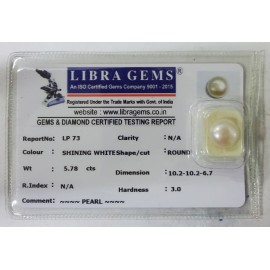 LIBRA GEMS®
An ISO Certified Gems Company 9001 - 2015
Registered Under the Trade Mark with Govt. of India
website : www.libragems.co.in
GEMS & DIAMOND CERTIFIED TESTING REPORT
ReportNo: LP 73 Clarity : N/A
Colour : SHINING WHITE Shape/cut : ROUND
Wt : 5.78 cts Dimension : 10.2-10.2-6.7
R.Index : N/A Hardness : 3.0
Comment : ~~~~ PEARL ~~~~